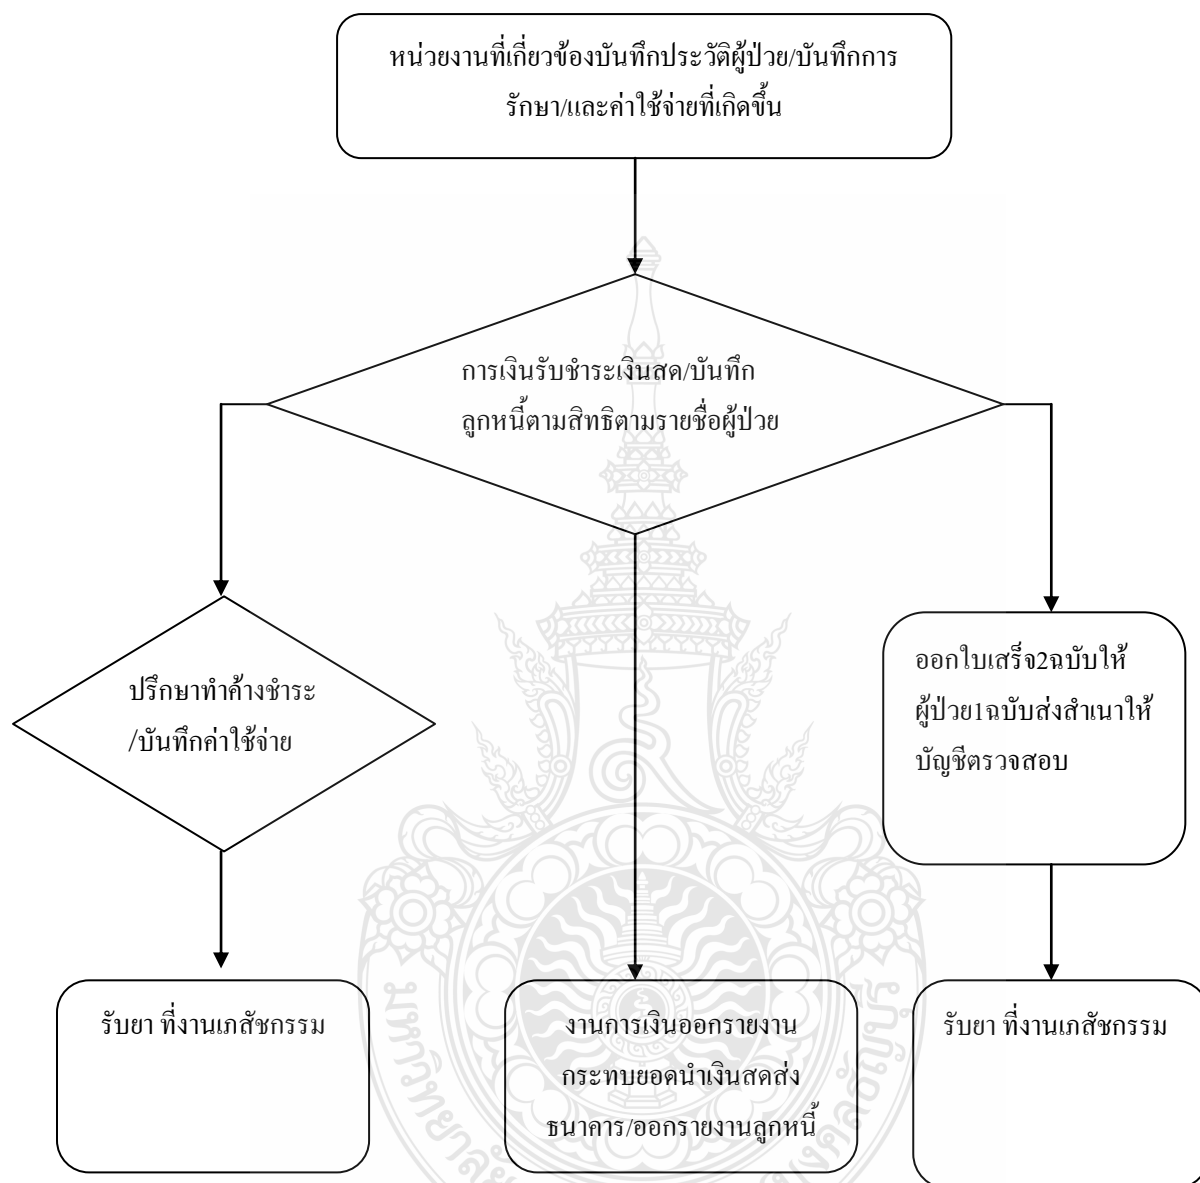 หน่วยงานที่เกี่ยวข้องบันทึกประวัติผู้ป่วย/บันทึกการ
รักษา/และค่าใช้จ่ายที่เกิดขึ้น
การเงินรับชำระเงินสด/บันทึก
ลูกหนี้ตามสิทธิตามรายชื่อผู้ป่วย
ปรึกษาทำค้างชำระ
/บันทึกค่าใช้จ่าย
ออกใบเสร็จ2ฉบับให้
ผู้ป่วย1ฉบับส่งสำเนาให้
บัญชีตรวจสอบ
รับยา ที่งานเภสัชกรรม
งานการเงินออกรายงาน
กระทบยอดนำเงินสดส่ง
ธนาคาร/ออกรายงานลูกหนี้
รับยา ที่งานเภสัชกรรม